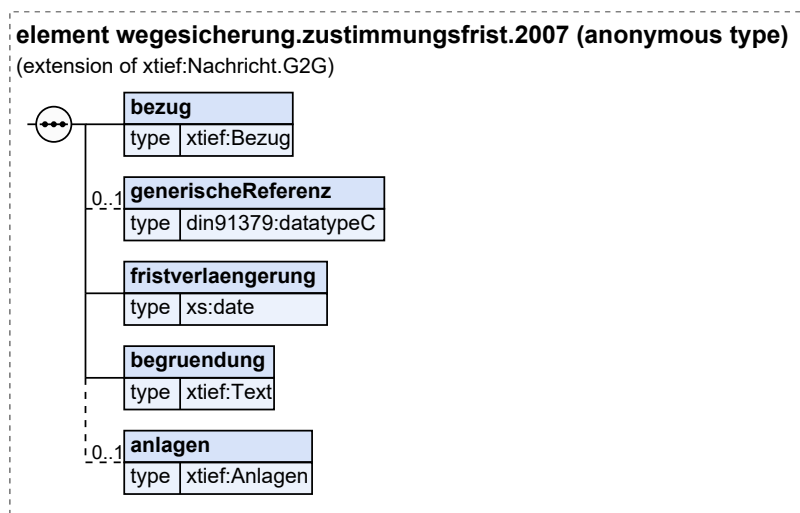 element wegesicherung.zustimmungsfrist.2007 (anonymous type)
(extension of xtief:Nachricht.G2G)
bezug
type xtief:Bezug
0..1 generischeReferenz
type din91379:datatypeC
fristverlaengerung
type xs:date
begruendung
type xtief:Text
0..1 anlagen
type xtief:Anlagen